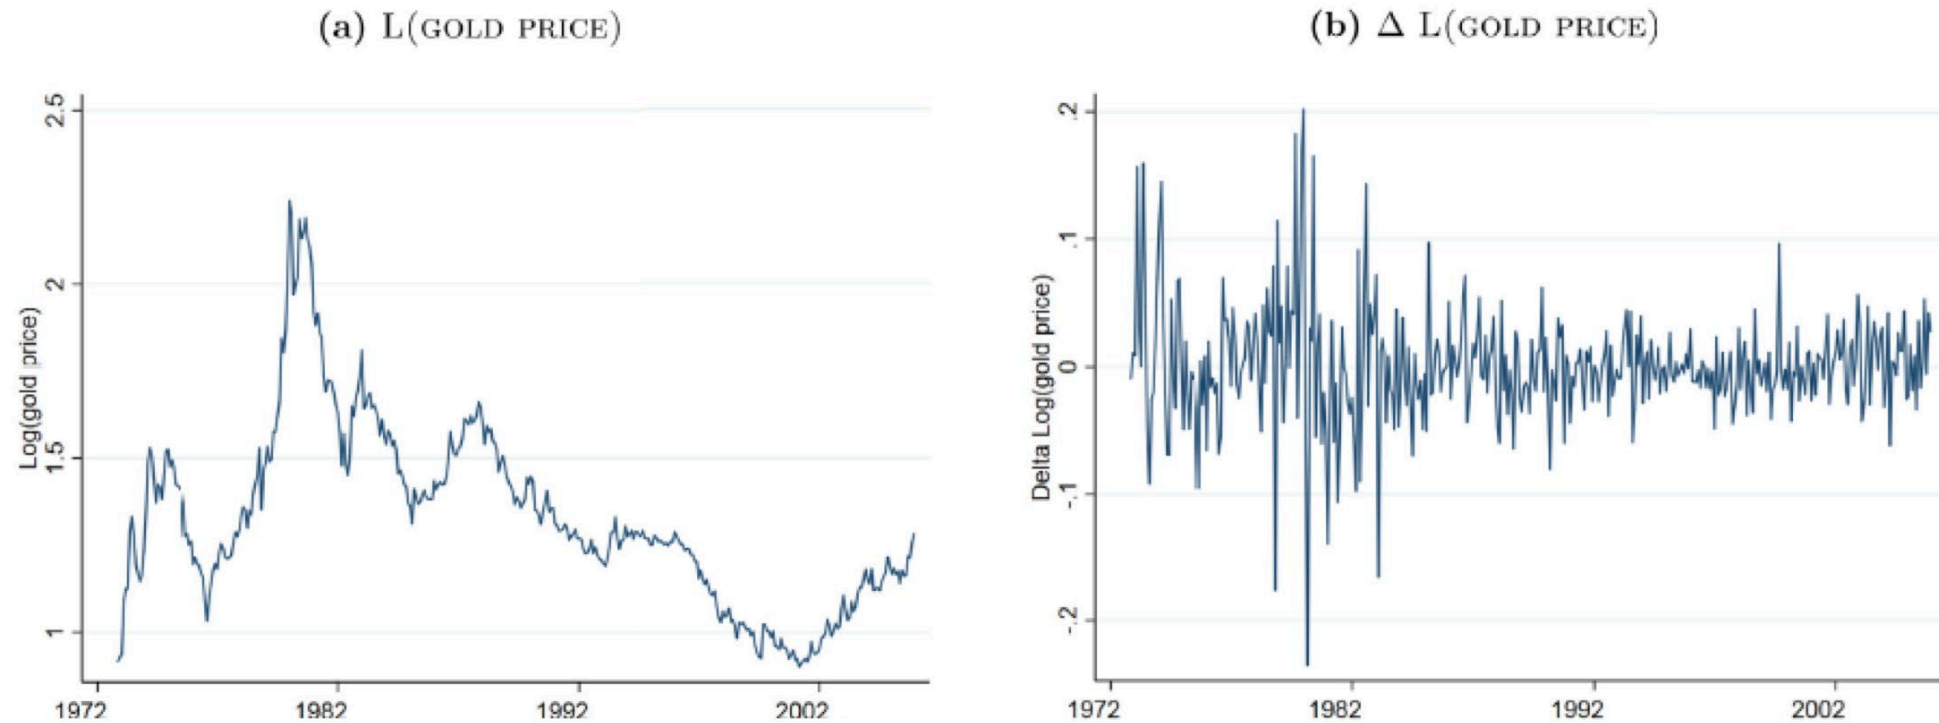 (a) L(GOLD PRICE)
2.5
2
1.5
1
Log(gold price)
1972 1982 1992 2002
(b) Δ L(GOLD PRICE)
.2
.1
0
-.1
-.2
Delta Log(gold price)
1972 1982 1992 2002